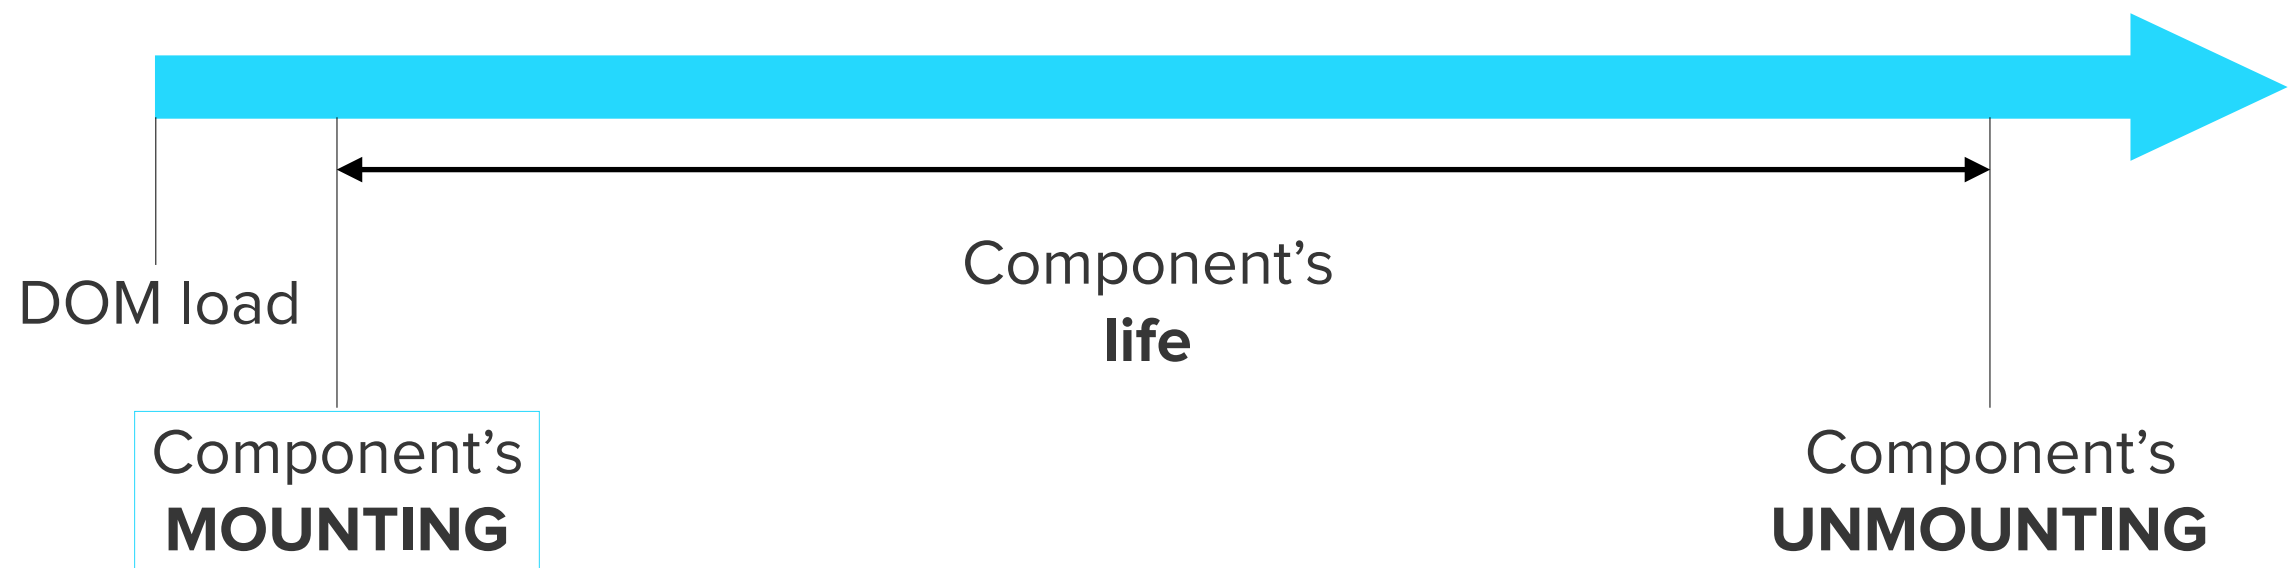 DOM load
Component’s
life
Component’s
MOUNTING
Component’s
UNMOUNTING